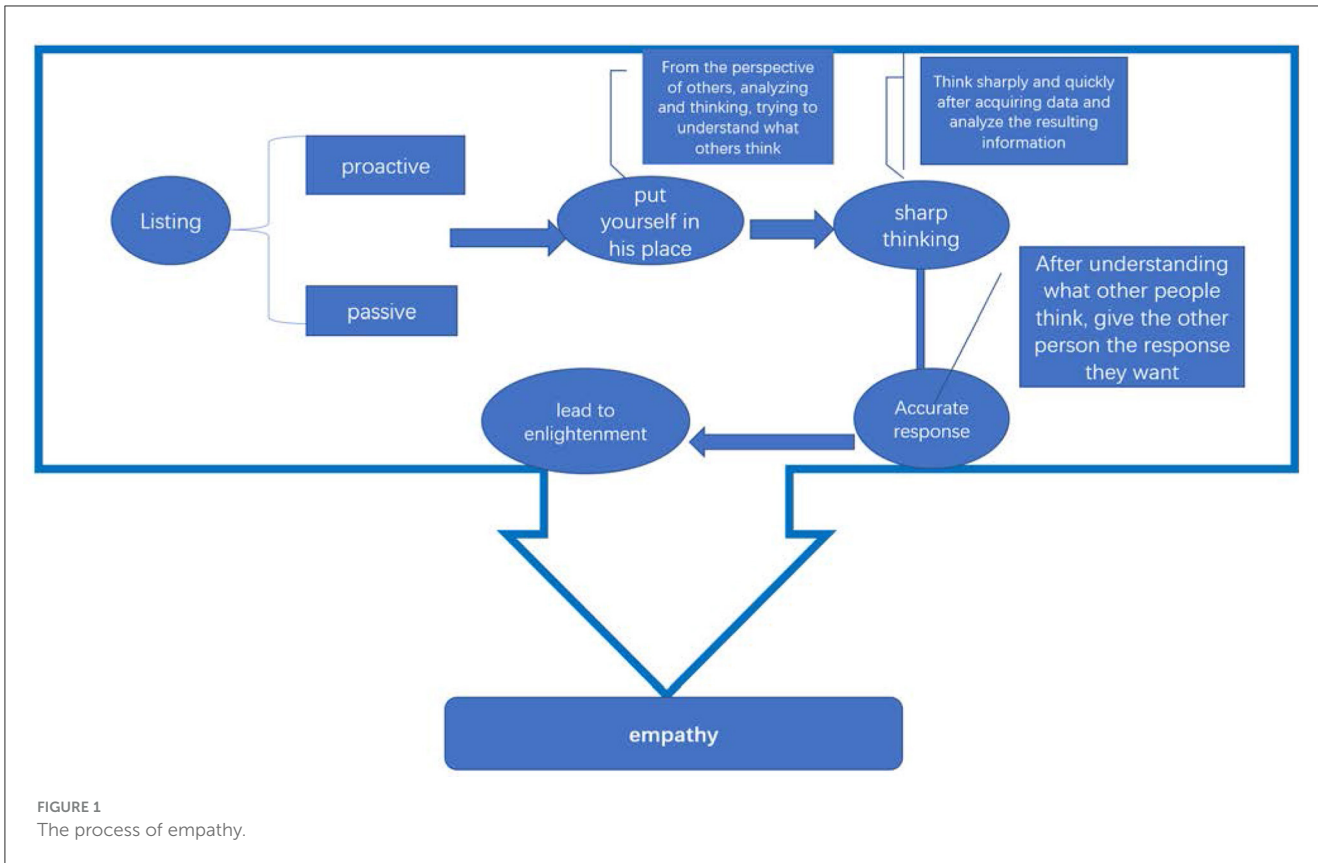 From the perspective
of others, analyzing
and thinking, trying to
understand what
others think
Think sharply and quickly
after acquiring data and
analyze the resulting
information
proactive
Listing
put
yourself in
his place
sharp
thinking
passive
After understanding
what other people
think, give the other
person the response
they want
lead to
enlightenment
Accurate
response
empathy
FIGURE 1
The process of empathy.